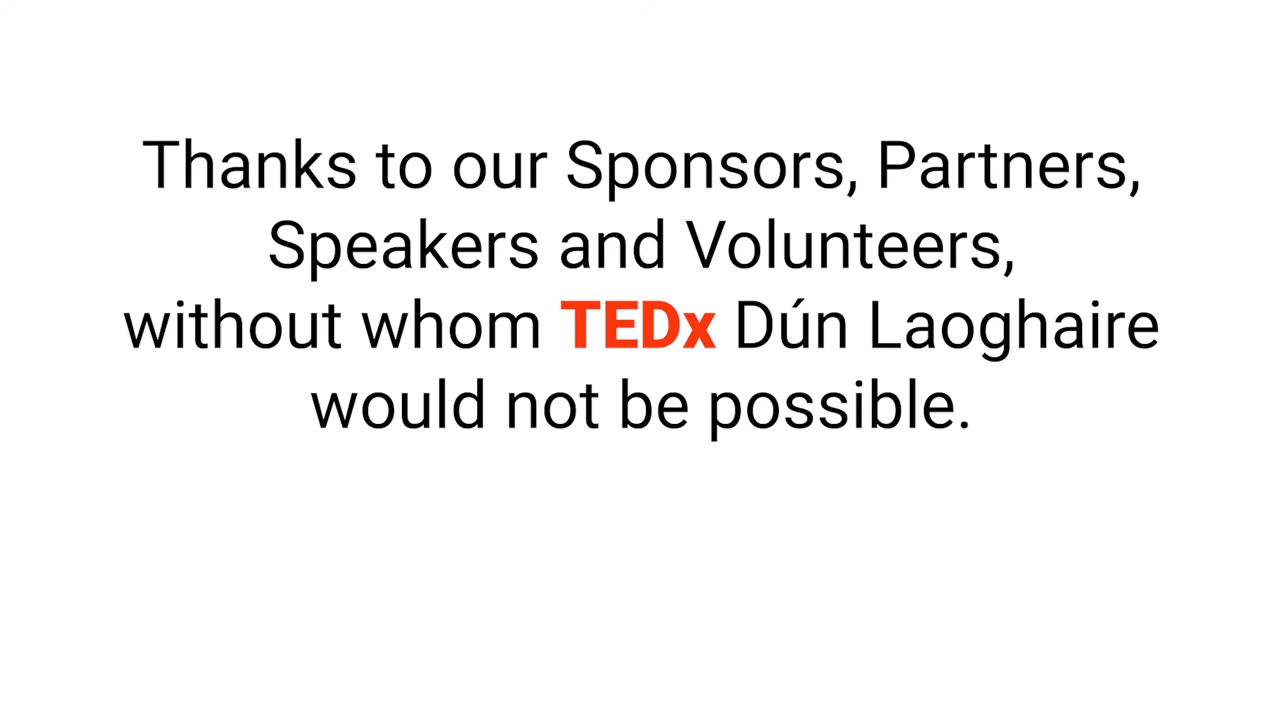 Thanks to our Sponsors, Partners,
Speakers and Volunteers,
without whom TEDx Dún Laoghaire
would not be possible.